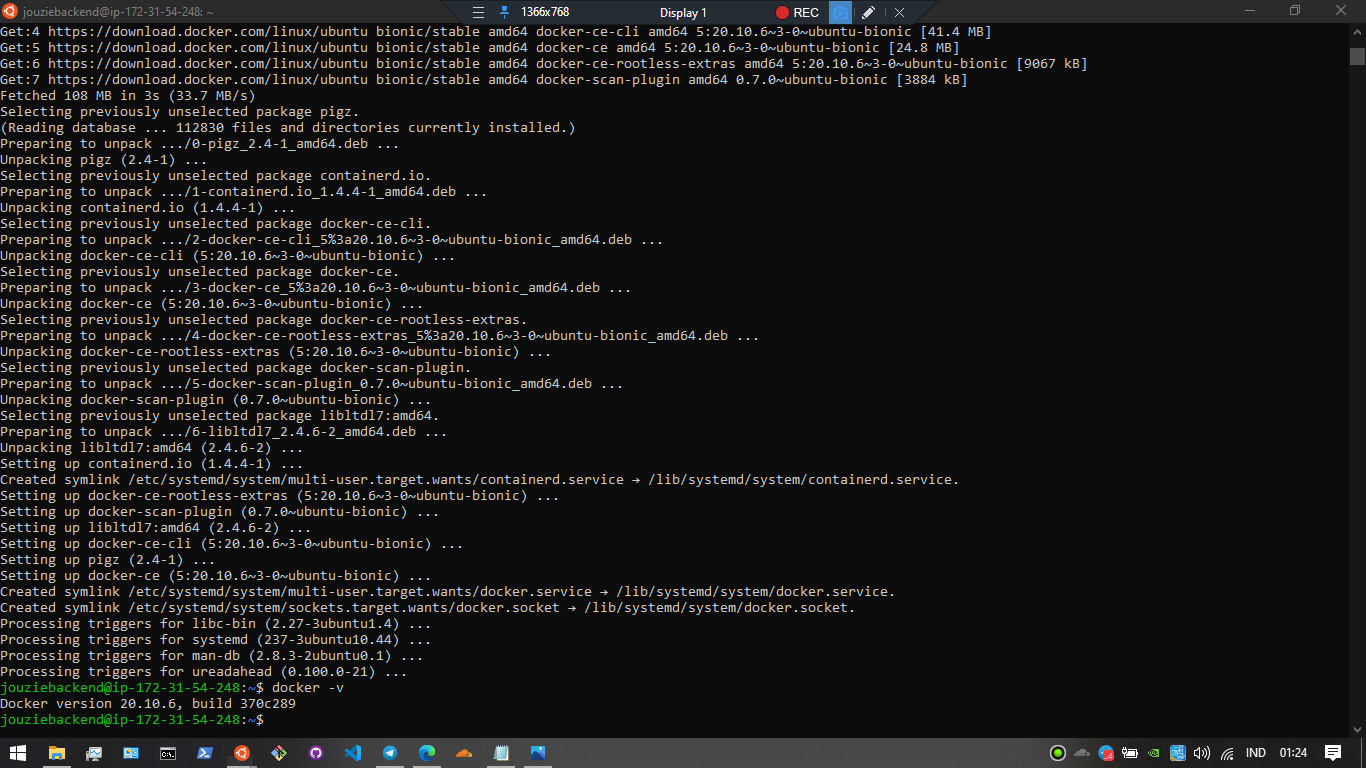 jouziebackend@ip-172-31-54-248: ~
1366x768
Display 1
REC
Get:4 https://download.docker.com/linux/ubuntu bionic/stable amd64 docker-ce-cli amd64 5:20.10.6~3-0~ubuntu-bionic [41.4 MB]
Get:5 https://download.docker.com/linux/ubuntu bionic/stable amd64 docker-ce amd64 5:20.10.6~3-0~ubuntu-bionic [24.8 MB]
Get:6 https://download.docker.com/linux/ubuntu bionic/stable amd64 docker-ce-rootless-extras amd64 5:20.10.6~3-0~ubuntu-bionic [9067 kB]
Get:7 https://download.docker.com/linux/ubuntu bionic/stable amd64 docker-scan-plugin amd64 0.7.0~ubuntu-bionic [3884 kB]
Fetched 108 MB in 3s (33.7 MB/s)
Selecting previously unselected package pigz.
(Reading database ... 112830 files and directories currently installed.)
Preparing to unpack .../0-pigz_2.4-1_amd64.deb ...
Unpacking pigz (2.4-1) ...
Selecting previously unselected package containerd.io.
Preparing to unpack .../1-containerd.io_1.4.4-1_amd64.deb ...
Unpacking containerd.io (1.4.4-1) ...
Selecting previously unselected package docker-ce-cli.
Preparing to unpack .../2-docker-ce-cli_5%3a20.10.6~3-0~ubuntu-bionic_amd64.deb ...
Unpacking docker-ce-cli (5:20.10.6~3-0~ubuntu-bionic) ...
Selecting previously unselected package docker-ce.
Preparing to unpack .../3-docker-ce_5%3a20.10.6~3-0~ubuntu-bionic_amd64.deb ...
Unpacking docker-ce (5:20.10.6~3-0~ubuntu-bionic) ...
Selecting previously unselected package docker-ce-rootless-extras.
Preparing to unpack .../4-docker-ce-rootless-extras_5%3a20.10.6~3-0~ubuntu-bionic_amd64.deb ...
Unpacking docker-ce-rootless-extras (5:20.10.6~3-0~ubuntu-bionic) ...
Selecting previously unselected package docker-scan-plugin.
Preparing to unpack .../5-docker-scan-plugin_0.7.0~ubuntu-bionic_amd64.deb ...
Unpacking docker-scan-plugin (0.7.0~ubuntu-bionic) ...
Selecting previously unselected package libltdl7:amd64.
Preparing to unpack .../6-libltdl7_2.4.6-2_amd64.deb ...
Unpacking libltdl7:amd64 (2.4.6-2) ...
Setting up containerd.io (1.4.4-1) ...
Created symlink /etc/systemd/system/multi-user.target.wants/containerd.service → /lib/systemd/system/containerd.service.
Setting up docker-ce-rootless-extras (5:20.10.6~3-0~ubuntu-bionic) ...
Setting up docker-scan-plugin (0.7.0~ubuntu-bionic) ...
Setting up libltdl7:amd64 (2.4.6-2) ...
Setting up docker-ce-cli (5:20.10.6~3-0~ubuntu-bionic) ...
Setting up pigz (2.4-1) ...
Setting up docker-ce (5:20.10.6~3-0~ubuntu-bionic) ...
Created symlink /etc/systemd/system/multi-user.target.wants/docker.service → /lib/systemd/system/docker.service.
Created symlink /etc/systemd/system/sockets.target.wants/docker.socket → /lib/systemd/system/docker.socket.
Processing triggers for libc-bin (2.27-3ubuntu1.4) ...
Processing triggers for systemd (237-3ubuntu10.44) ...
Processing triggers for man-db (2.8.3-2ubuntu0.1) ...
Processing triggers for ureadahead (0.100.0-21) ...
jouziebackend@ip-172-31-54-248:~$ docker -v
Docker version 20.10.6, build 370c289
jouziebackend@ip-172-31-54-248:~$
IND
01:24